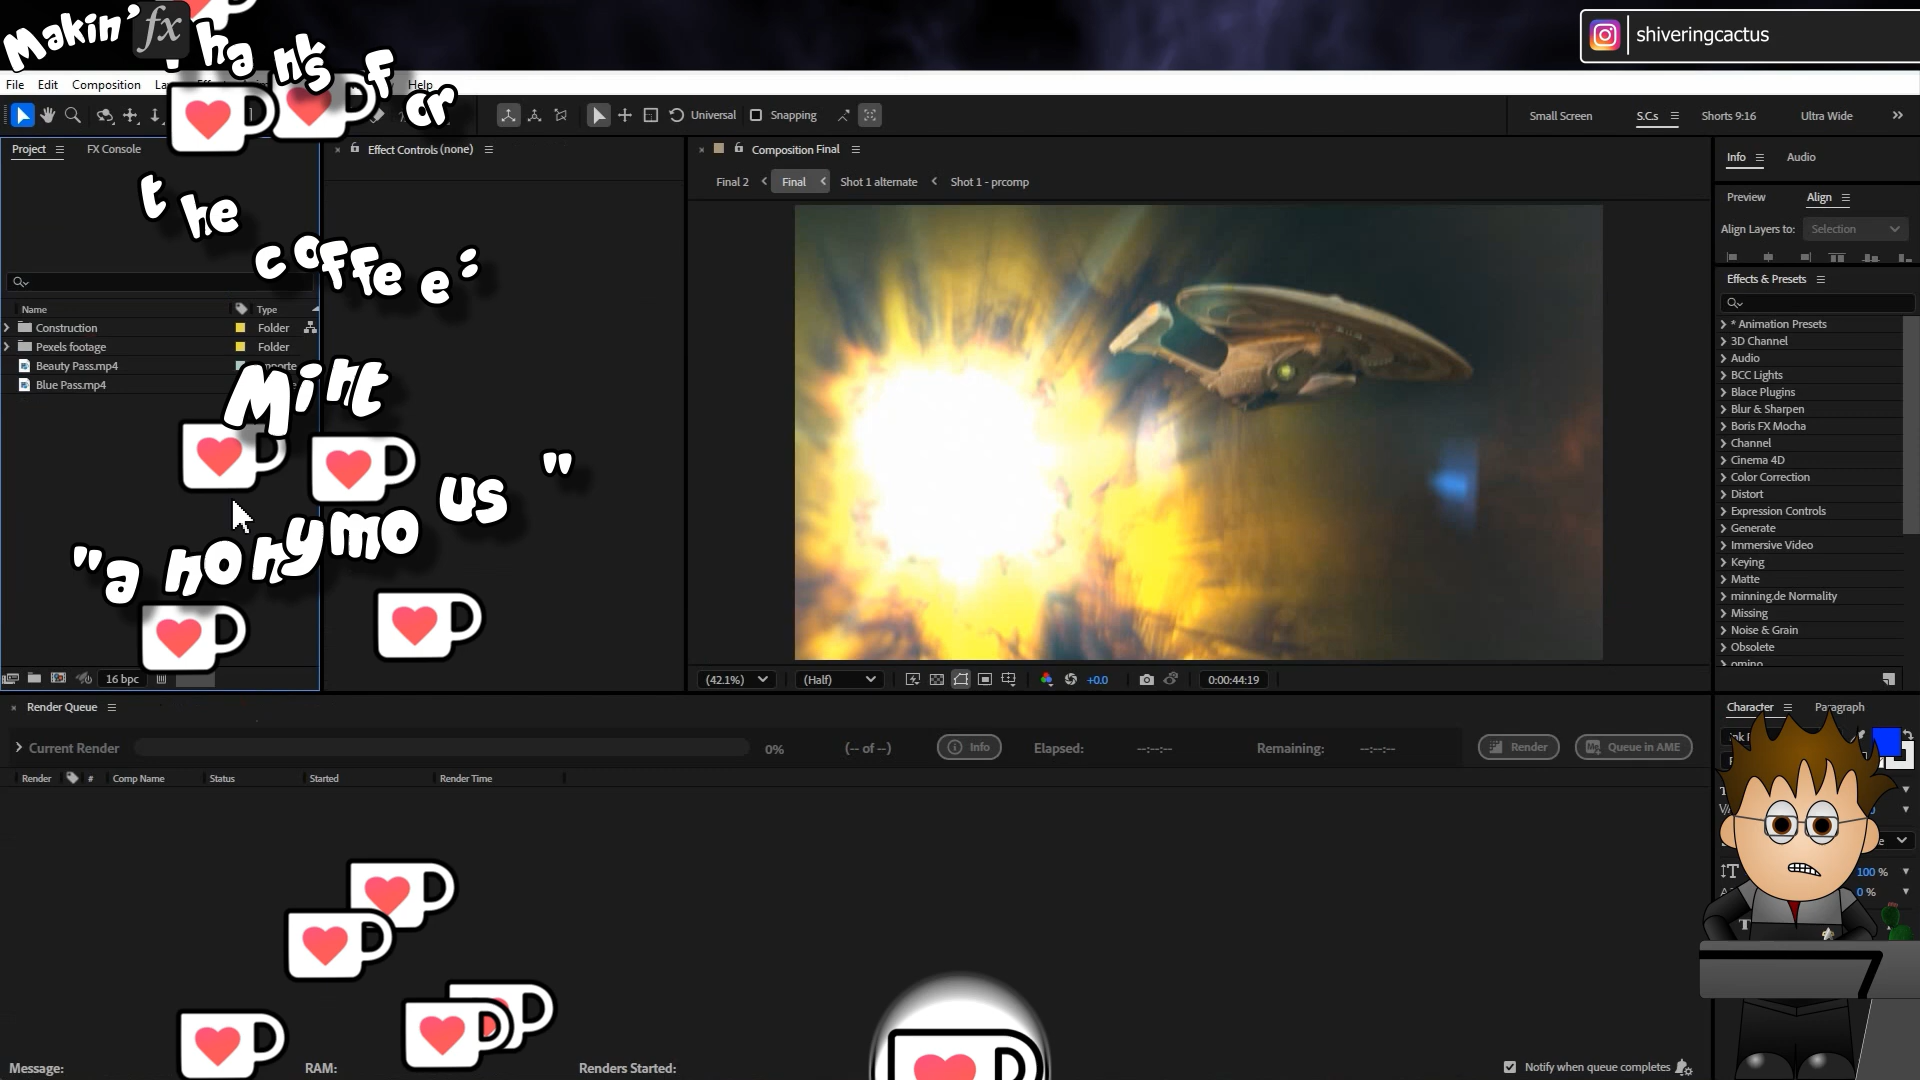 Makin' fx
Thanks for
the
coffee:
Mint
"anonymous"
shiveringcactus
File Edit Composition Help
Universal Snapping
Small Screen S.C.s Shorts 9:16 Ultra Wide
Project FX Console
Effect Controls (none)
Composition Final
Final 2 Final Shot 1 alternate Shot 1 - prcomp
Info Audio
Preview Align
Align Layers to: Selection
Effects & Presets
Name Type
Construction Folder
Pexels footage Folder
Beauty Pass.mp4
Blue Pass.mp4
* Animation Presets
3D Channel
Audio
BCC Lights
Blace Plugins
Blur & Sharpen
Boris FX Mocha
Channel
Cinema 4D
Color Correction
Distort
Expression Controls
Generate
Immersive Video
Keying
Matte
minning.de Normality
Missing
Noise & Grain
Obsolete
omino
16 bpc
(42.1%) (Half) +0.0 0:00:44:19
Render Queue
Character Paragraph
Current Render 0% (-- of --) Info Elapsed: --:--:-- Remaining: --:--:-- Render Queue in AME
Render # Comp Name Status Started Render Time
100 %
0 %
Message: RAM: Renders Started: Notify when queue completes